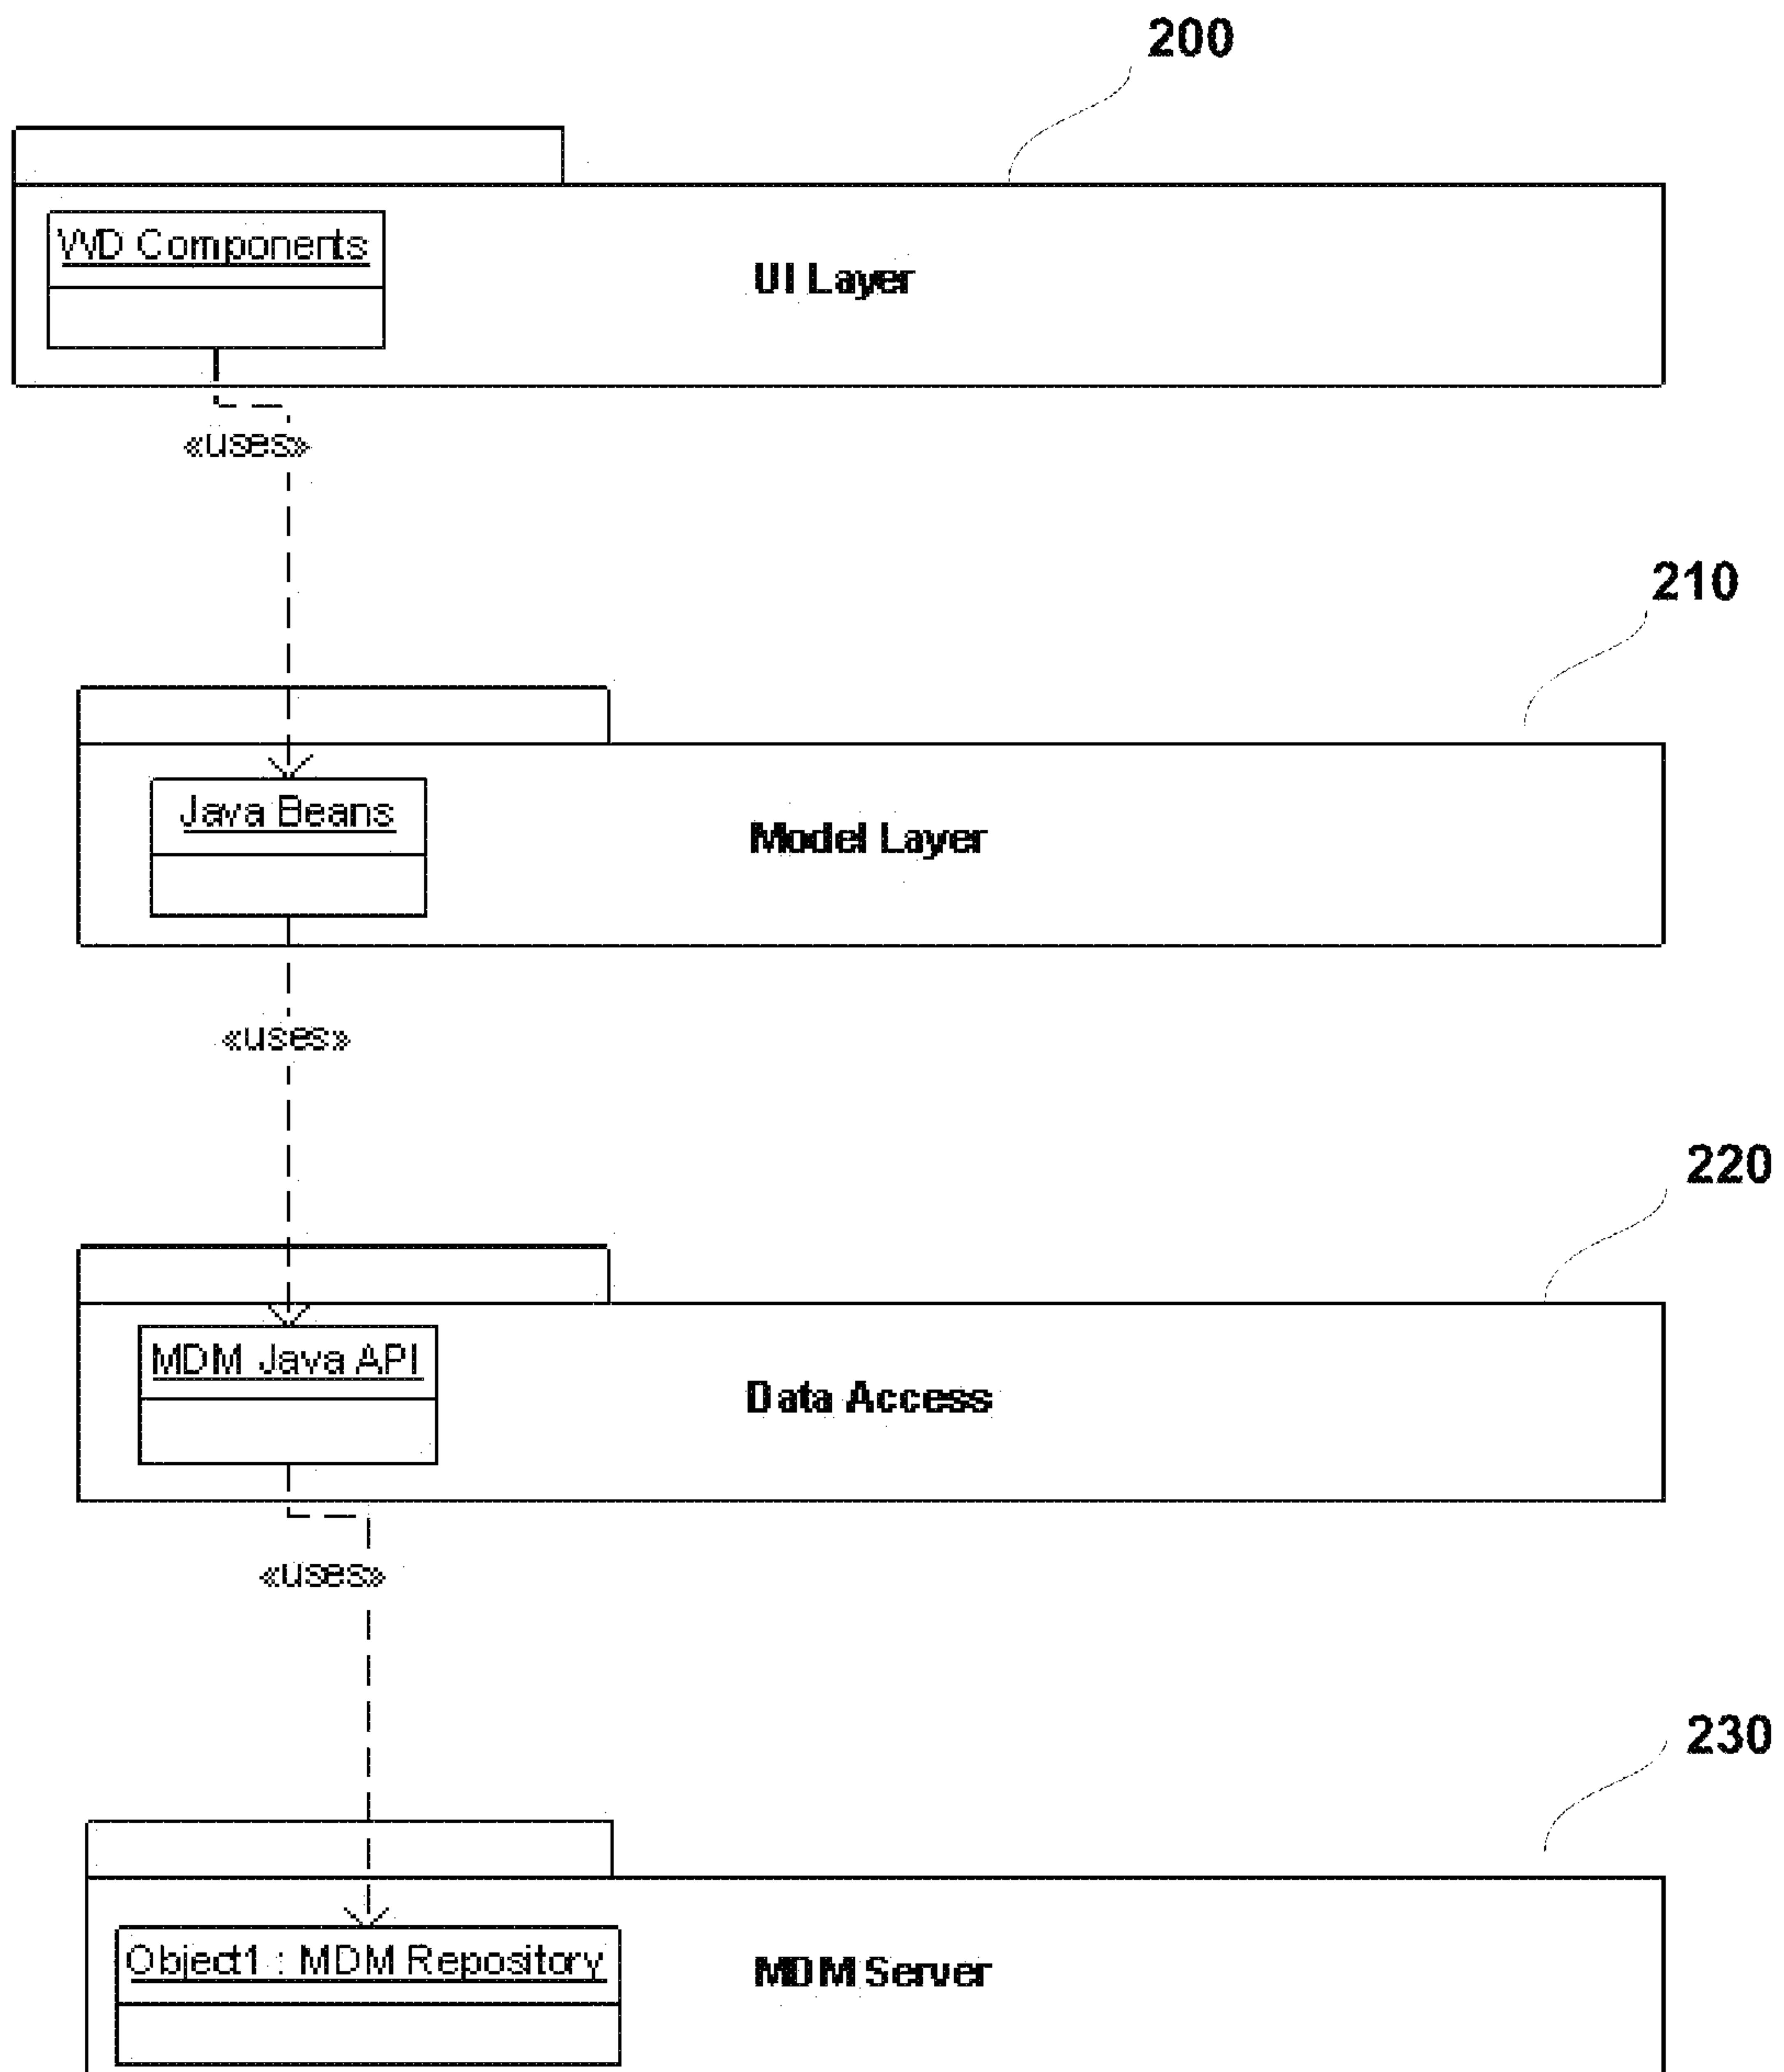 200
WD Components
UI Layer
«uses»
210
Java Beans
Model Layer
«uses»
220
MDM Java API
Data Access
«uses»
230
Object1 : MDM Repository
MDM Server